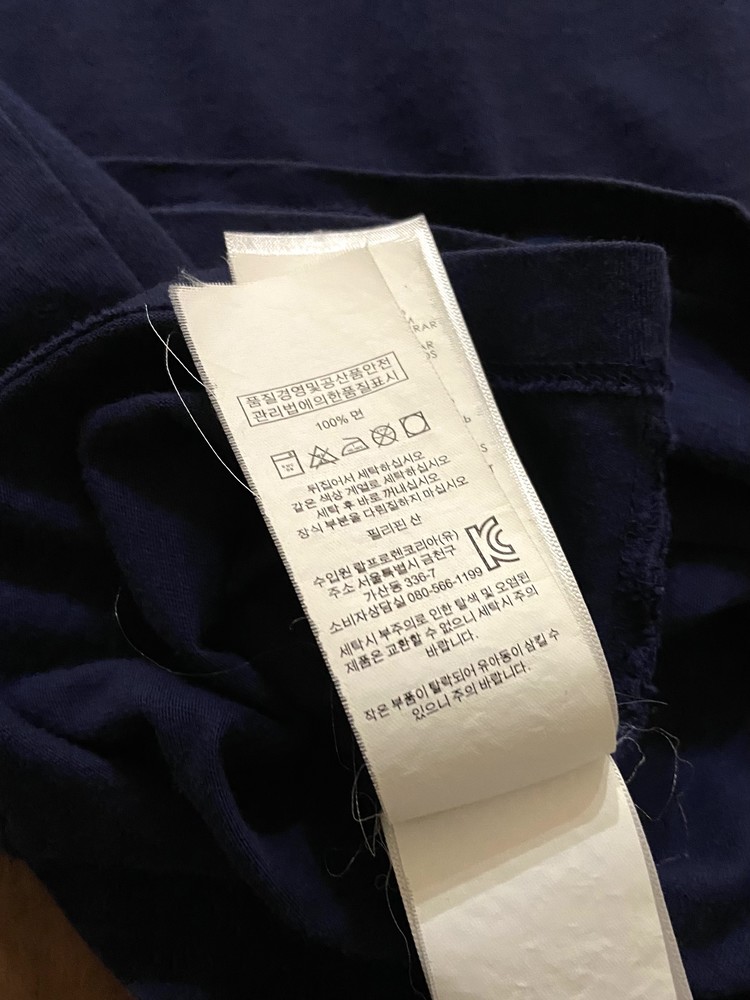 품질경영및공산품안전
관리법에의한품질표시
100% 면
뒤집어서 세탁하십시오
같은 색상 계열로 세탁하십시오
세탁 후 바로 꺼내십시오
장식 부분을 다림질하지 마십시오
필리핀 산
수입원 랄프로렌코리아(유)
주소 서울특별시 금천구
가산동 336-7
소비자상담실 080-566-1199
세탁시 부주의로 인한 탈색 및 오염된
제품은 교환할 수 없으니 세탁시 주의
바랍니다.
작은 부품이 탈락되어 유아동이 삼킬 수
있으니 주의 바랍니다.
RAR
AR
OS
S
T